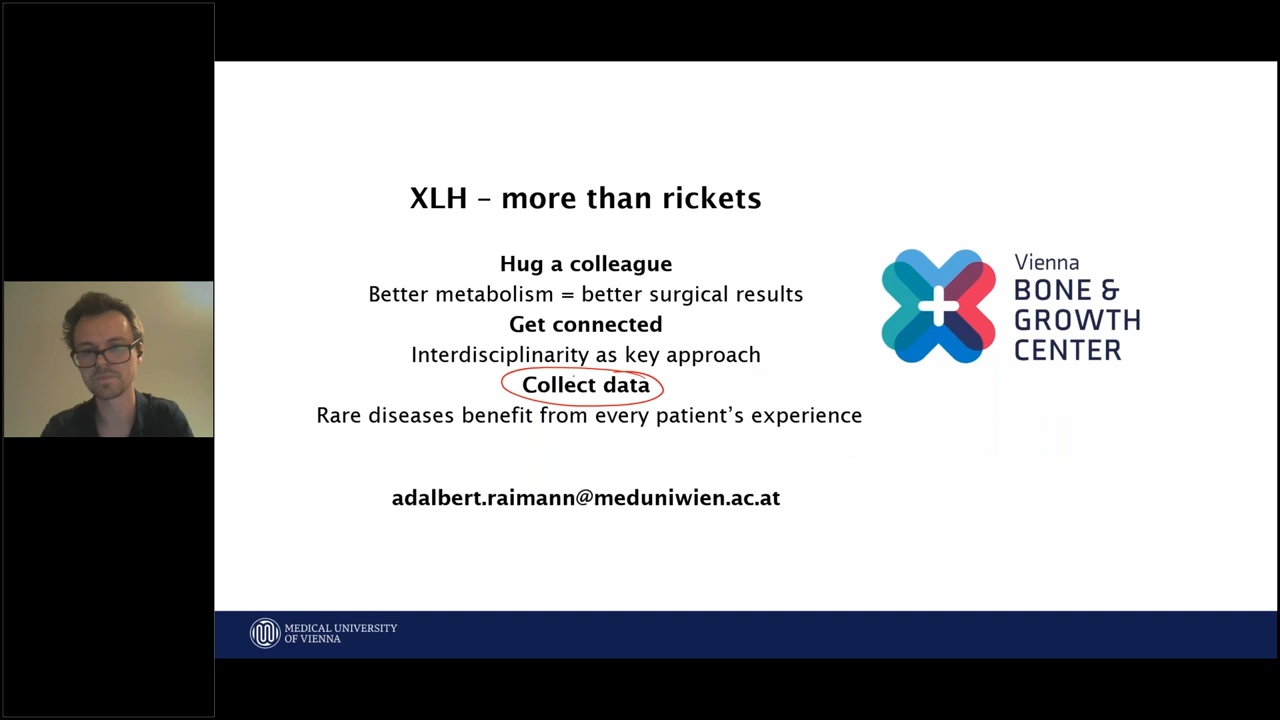 XLH – more than rickets
Hug a colleague
Better metabolism = better surgical results
Get connected
Interdisciplinarity as key approach
Collect data
Rare diseases benefit from every patient's experience
adalbert.raimann@meduniwien.ac.at
Vienna
BONE &
GROWTH
CENTER
MEDICAL UNIVERSITY
OF VIENNA